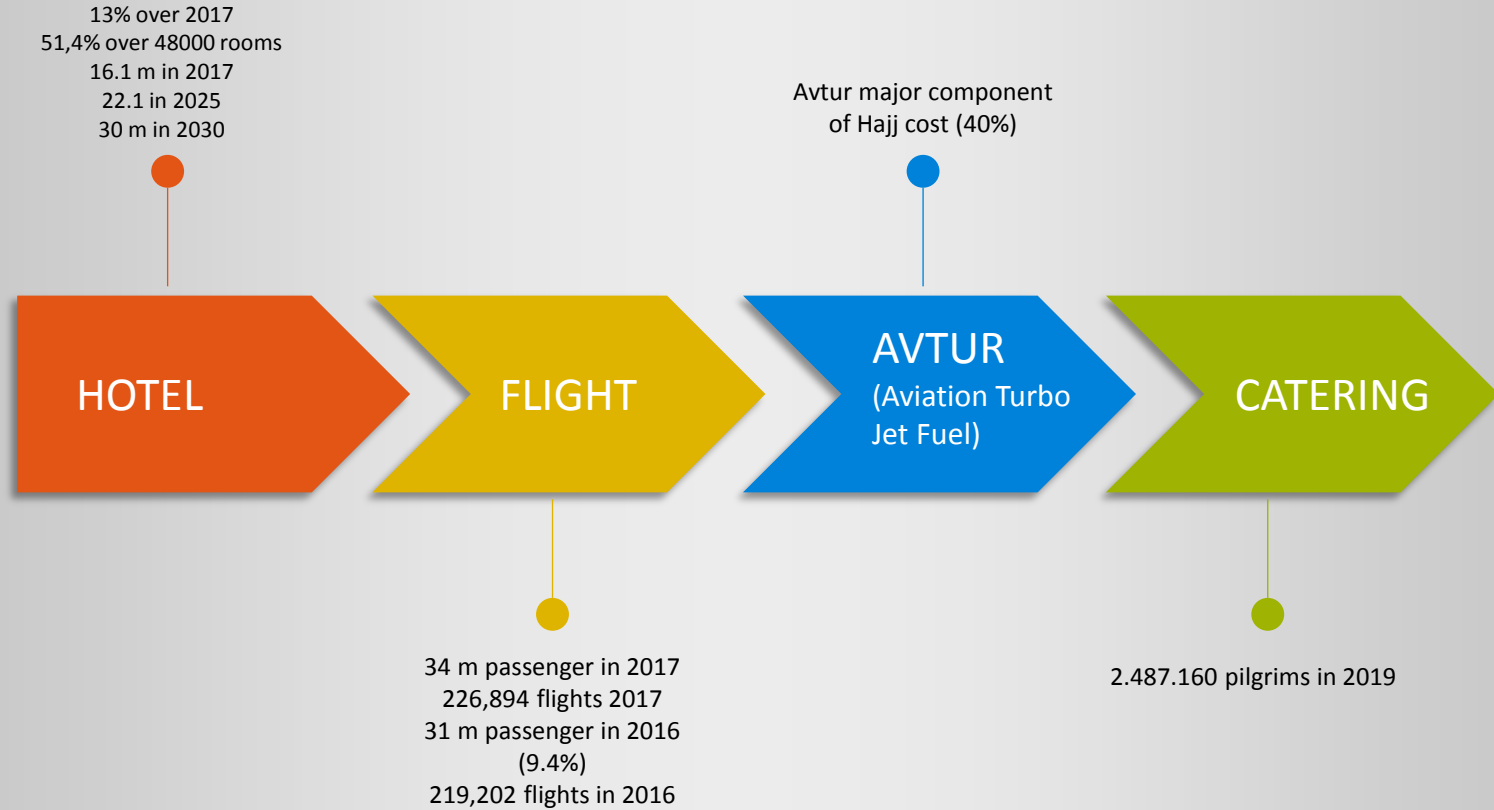 13% over 2017
51,4% over 48000 rooms
16.1 m in 2017
22.1 in 2025
30 m in 2030
Avtur major component
of Hajj cost (40%)
HOTEL
FLIGHT
AVTUR
(Aviation Turbo
Jet Fuel)
CATERING
34 m passenger in 2017
226,894 flights 2017
31 m passenger in 2016
(9.4%)
219,202 flights in 2016
2.487.160 pilgrims in 2019